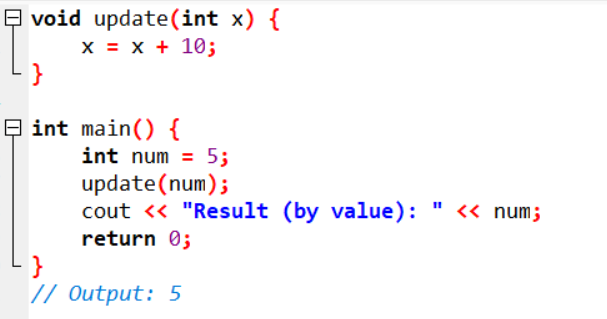 void update(int x) {
    x = x + 10;
}

int main() {
    int num = 5;
    update(num);
    cout << "Result (by value): " << num;
    return 0;
}
// Output: 5